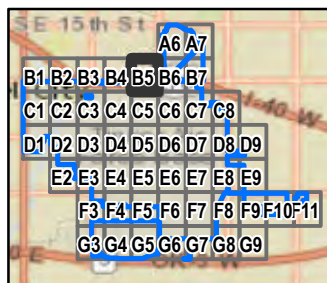 SE 15th St
A6 A7
B1 B2 B3 B4 B5 B6 B7
C1 C2 C3 C4 C5 C6 C7 C8
I-40 W
D1 D2 D3 D4 D5 D6 D7 D8 D9
E2 E3 E4 E5 E6 E7 E8 E9
F3 F4 F5 F6 F7 F8 F9 F10 F11
G3 G4 G5 G6 G7 G8 G9